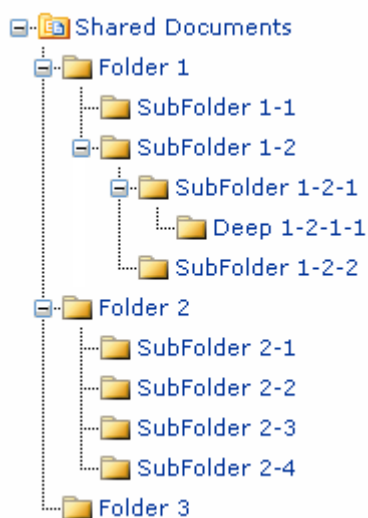 Shared Documents
Folder 1
SubFolder 1-1
SubFolder 1-2
SubFolder 1-2-1
Deep 1-2-1-1
SubFolder 1-2-2
Folder 2
SubFolder 2-1
SubFolder 2-2
SubFolder 2-3
SubFolder 2-4
Folder 3